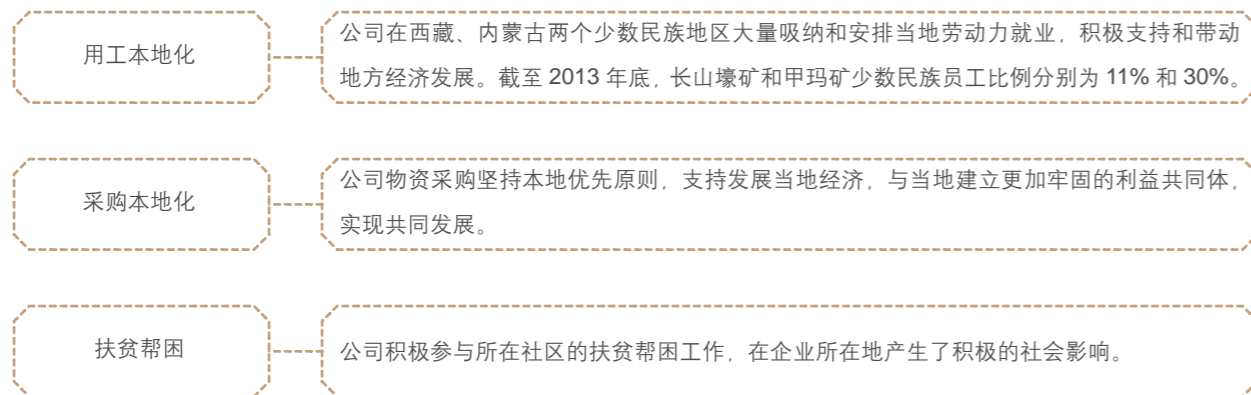 用工本地化
公司在西藏、内蒙古两个少数民族地区大量吸纳和安排当地劳动力就业，积极支持和带动
地方经济发展。截至 2013 年底，长山壕矿和甲玛矿少数民族员工比例分别为 11% 和 30%。
采购本地化
公司物资采购坚持本地优先原则，支持发展当地经济，与当地建立更加牢固的利益共同体，
实现共同发展。
扶贫帮困
公司积极参与所在社区的扶贫帮困工作，在企业所在地产生了积极的社会影响。